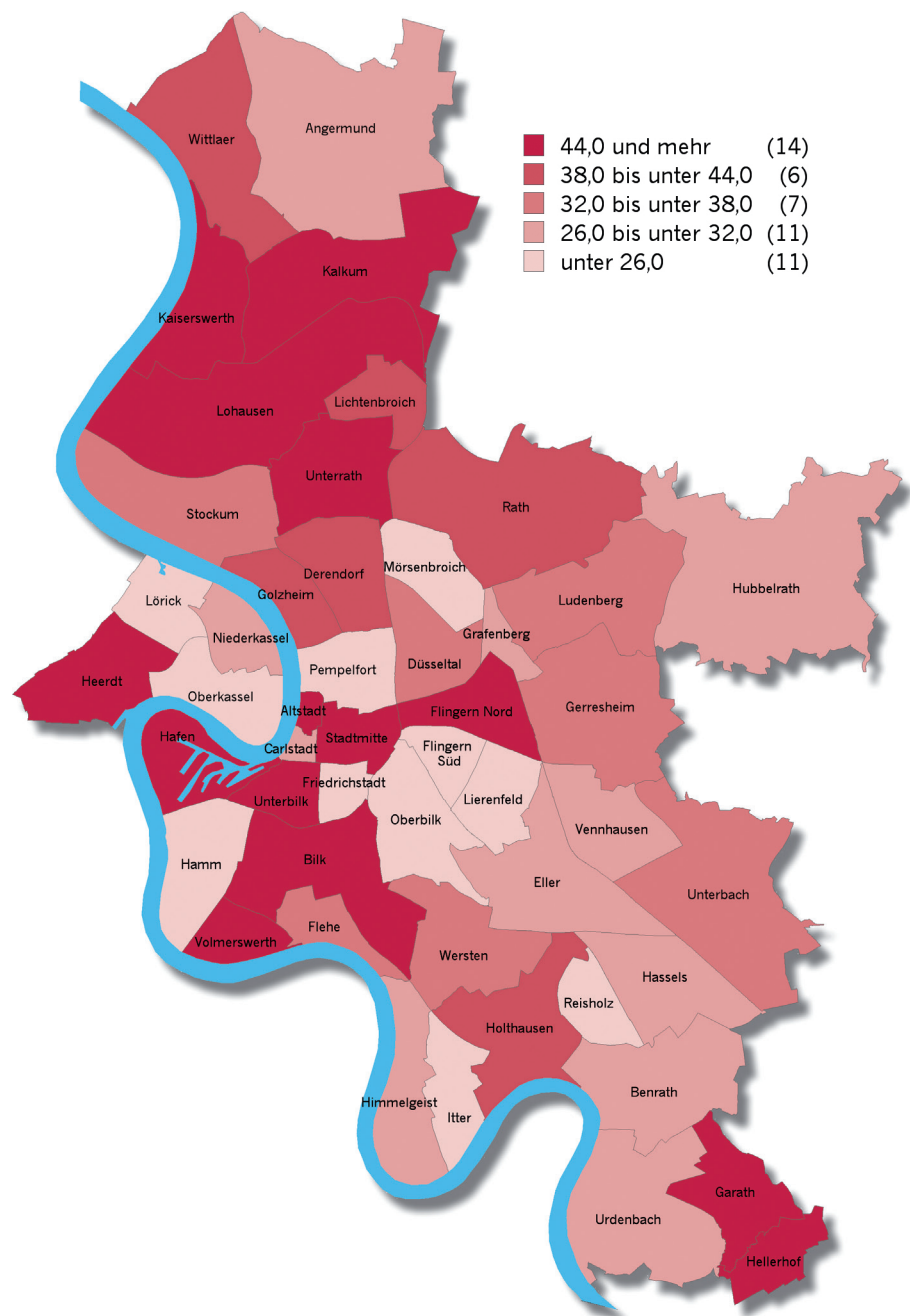 44,0 und mehr (14)
38,0 bis unter 44,0 (6)
32,0 bis unter 38,0 (7)
26,0 bis unter 32,0 (11)
unter 26,0 (11)
Angermund
Wittlaer
Kalkum
Kaiserswerth
Lichtenbroich
Lohausen
Unterrath
Rath
Stockum
Mörsenbroich
Derendorf
Hubbelrath
Golzheim
Lörick
Ludenberg
Niederkassel
Grafenberg
Düsseltal
Pempelfort
Heerdt
Oberkassel
Gerresheim
Altstadt
Flingern Nord
Hafen
Stadtmitte
Carlstadt
Flingern
Süd
Friedrichstadt
Unterbilk
Lierenfeld
Oberbilk
Vennhausen
Bilk
Hamm
Eller
Unterbach
Flehe
Volmerswerth
Wersten
Hassels
Reisholz
Holthausen
Benrath
Himmelgeist
Itter
Garath
Urdenbach
Hellerhof